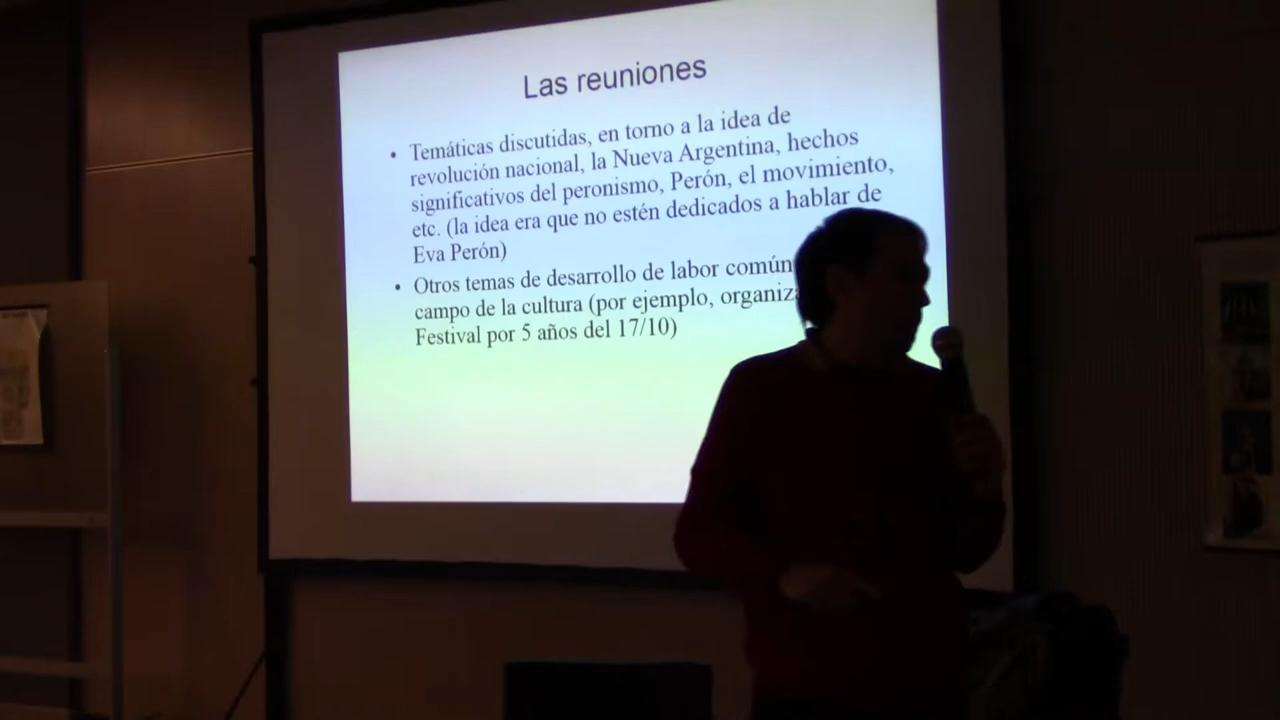 Las reuniones
• Temáticas discutidas, en torno a la idea de
revolución nacional, la Nueva Argentina, hechos
significativos del peronismo, Perón, el movimiento,
etc. (la idea era que no estén dedicados a hablar de
Eva Perón)
• Otros temas de desarrollo de labor común
campo de la cultura (por ejemplo,
Festival por 5 años del 17/10)